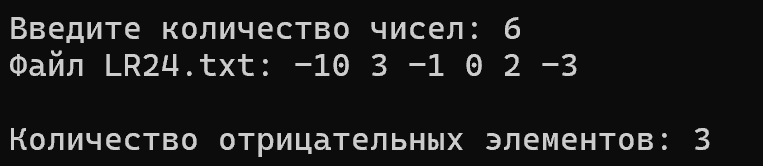 Введите количество чисел: 6
Файл LR24.txt: -10 3 -1 0 2 -3
Количество отрицательных элементов: 3